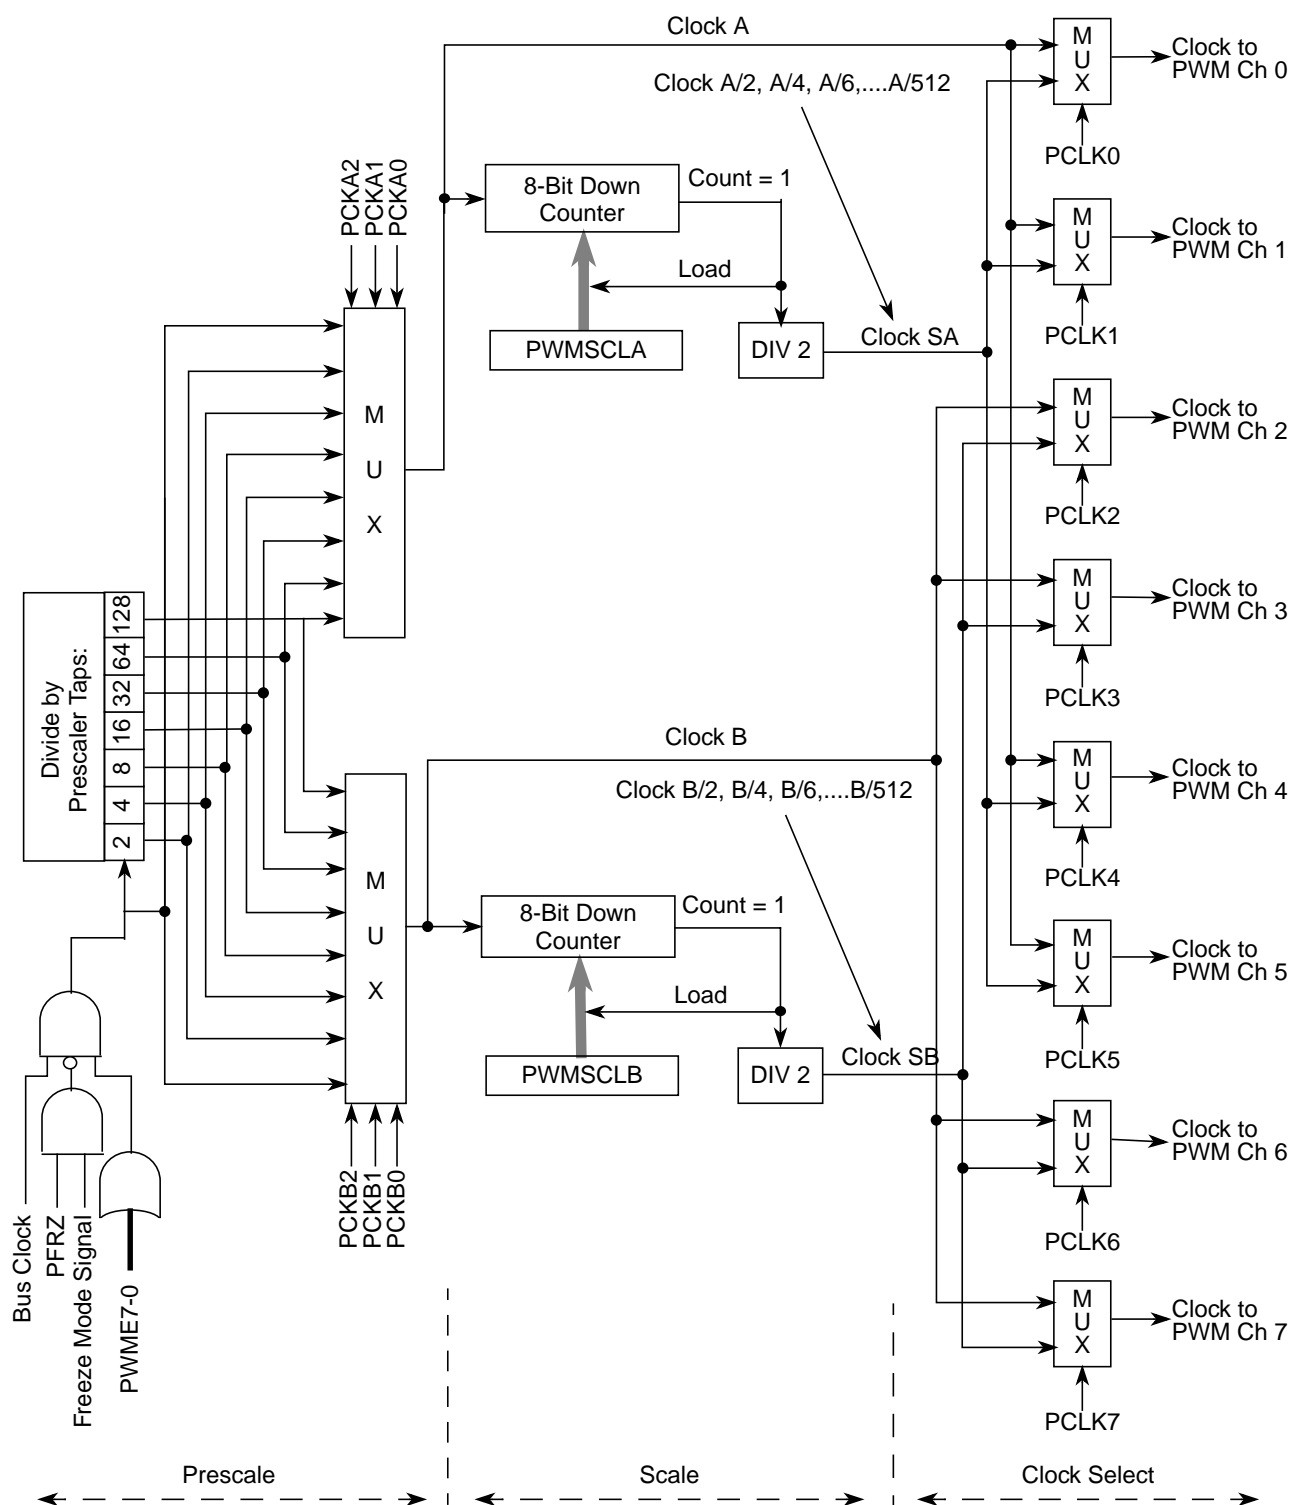 Clock A
Clock A/2, A/4, A/6,....A/512
PCKA2
PCKA1
PCKA0
8-Bit Down
Counter
Count = 1
Load
PWMSCLA
DIV 2
Clock SA
M
U
X
M
U
X
Clock to
PWM Ch 0
PCLK0
M
U
X
Clock to
PWM Ch 1
PCLK1
M
U
X
Clock to
PWM Ch 2
PCLK2
M
U
X
Clock to
PWM Ch 3
PCLK3
Divide by
Prescaler Taps:
128
64
32
16
8
4
2
Clock B
Clock B/2, B/4, B/6,....B/512
M
U
X
8-Bit Down
Counter
Count = 1
Load
PWMSCLB
DIV 2
Clock SB
PCKB2
PCKB1
PCKB0
M
U
X
Clock to
PWM Ch 4
PCLK4
M
U
X
Clock to
PWM Ch 5
PCLK5
M
U
X
Clock to
PWM Ch 6
PCLK6
M
U
X
Clock to
PWM Ch 7
PCLK7
Bus Clock
PFRZ
Freeze Mode Signal
PWME7-0
Prescale
Scale
Clock Select